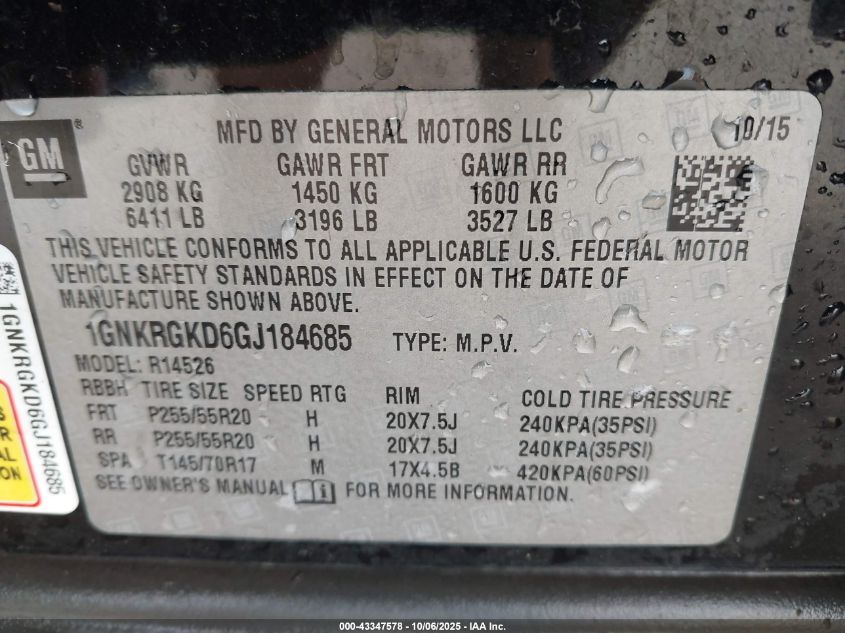 GM
MFD BY GENERAL MOTORS LLC 10/15
GVWR GAWR FRT GAWR RR
2908 KG 1450 KG 1600 KG
6411 LB 3196 LB 3527 LB
THIS VEHICLE CONFORMS TO ALL APPLICABLE U.S. FEDERAL MOTOR
VEHICLE SAFETY STANDARDS IN EFFECT ON THE DATE OF
MANUFACTURE SHOWN ABOVE.
1GNKRGKD6GJ184685 TYPE: M.P.V.
MODEL: R14526
RBBH TIRE SIZE SPEED RTG RIM COLD TIRE PRESSURE
FRT P255/55R20 H 20X7.5J 240KPA(35PSI)
RR P255/55R20 H 20X7.5J 240KPA(35PSI)
SPA T145/70R17 M 17X4.5B 420KPA(60PSI)
SEE OWNER'S MANUAL FOR MORE INFORMATION.
1GNKRGKD6GJ184685
000-43347578 - 10/06/2025 - IAA Inc.